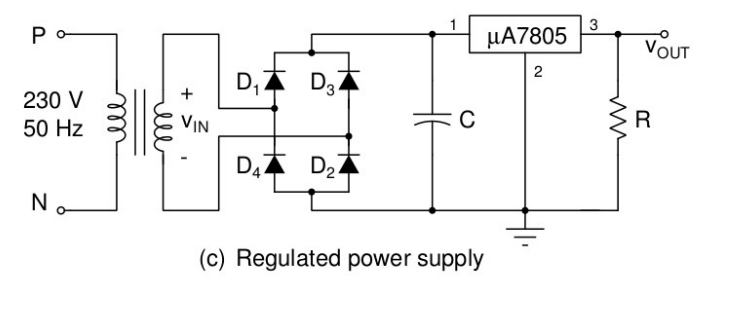 P
230 V
50 Hz
N
+
VIN
-
D1
D3
D4
D2
C
1
µA7805
3
2
VOUT
R
(c) Regulated power supply